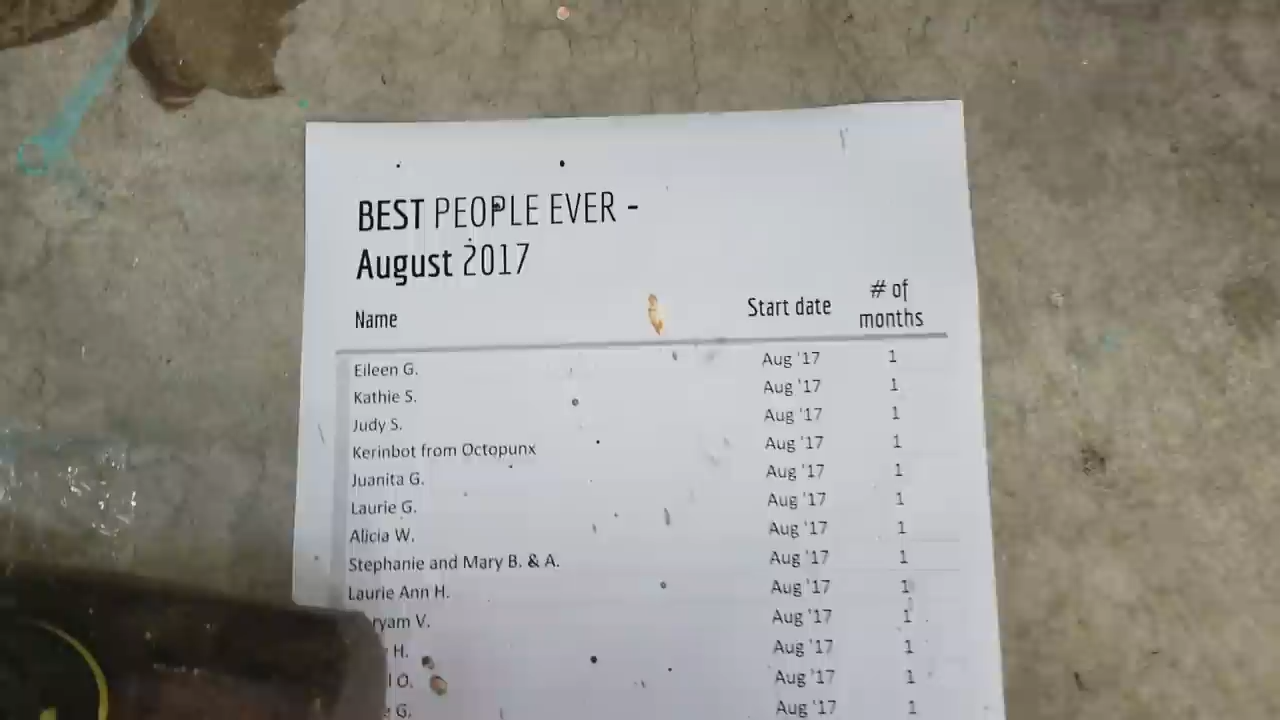 BEST PEOPLE EVER -
August 2017
Name Start date # of months
Eileen G. Aug '17 1
Kathie S. Aug '17 1
Judy S. Aug '17 1
Kerinbot from Octopunx Aug '17 1
Juanita G. Aug '17 1
Laurie G. Aug '17 1
Alicia W. Aug '17 1
Stephanie and Mary B. & A. Aug '17 1
Laurie Ann H. Aug '17 1
V. Aug '17 1
H. Aug '17 1
O. Aug '17 1
G. Aug '17 1